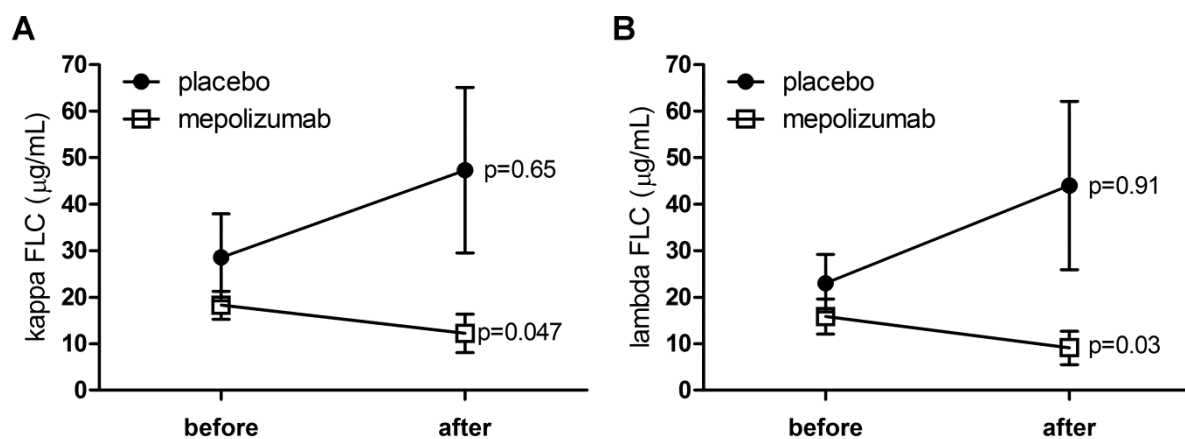 A
kappa FLC (μg/mL)
70
60
50
40
30
20
10
0
placebo
mepolizumab
p=0.65
p=0.047
before
after
B
lambda FLC (μg/mL)
70
60
50
40
30
20
10
0
placebo
mepolizumab
p=0.91
p=0.03
before
after